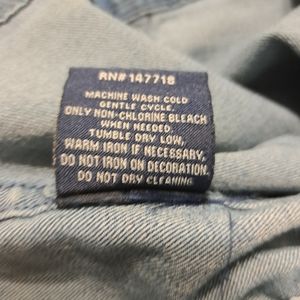 RN# 147718
MACHINE WASH COLD
GENTLE CYCLE.
ONLY NON-CHLORINE BLEACH
WHEN NEEDED.
TUMBLE DRY LOW,
WARM IRON IF NECESSARY,
DO NOT IRON ON DECORATION.
DO NOT DRY CLEANING